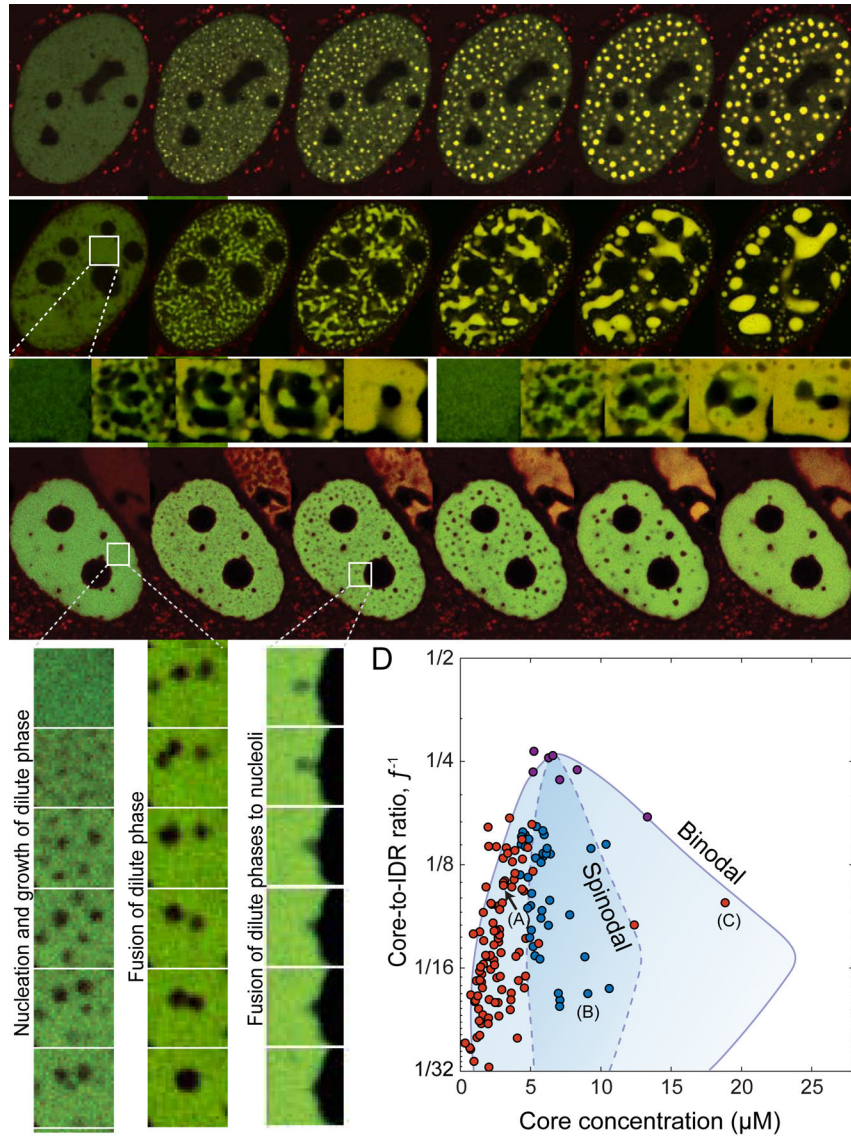 Nucleation and growth of dilute phase
Fusion of dilute phase
Fusion of dilute phases to nucleoli
D
1/2
1/4
1/8
1/16
1/32
Core-to-IDR ratio, f⁻¹
Binodal
Spinodal
(A)
(B)
(C)
0
5
10
15
20
25
Core concentration (µM)